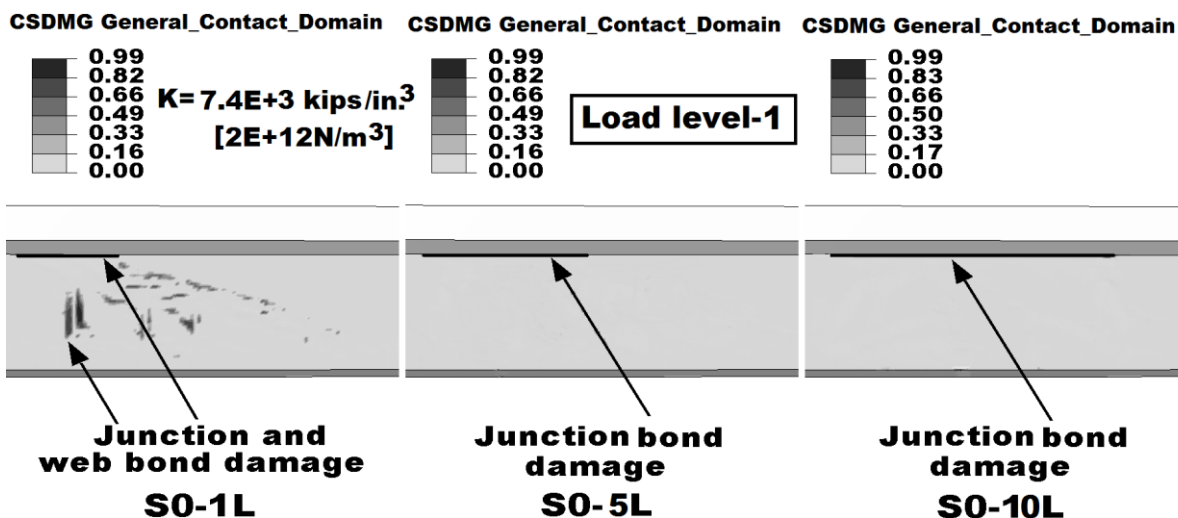 CSDMG General_Contact_Domain
0.99
0.82
0.66
0.49
0.33
0.16
0.00
K= 7.4E+3 kips/in.³
[2E+12N/m³]
CSDMG General_Contact_Domain
0.99
0.82
0.66
0.49
0.33
0.16
0.00
Load level-1
CSDMG General_Contact_Domain
0.99
0.83
0.66
0.50
0.33
0.17
0.00
Junction and
web bond damage
S0-1L
Junction bond
damage
S0-5L
Junction bond
damage
S0-10L